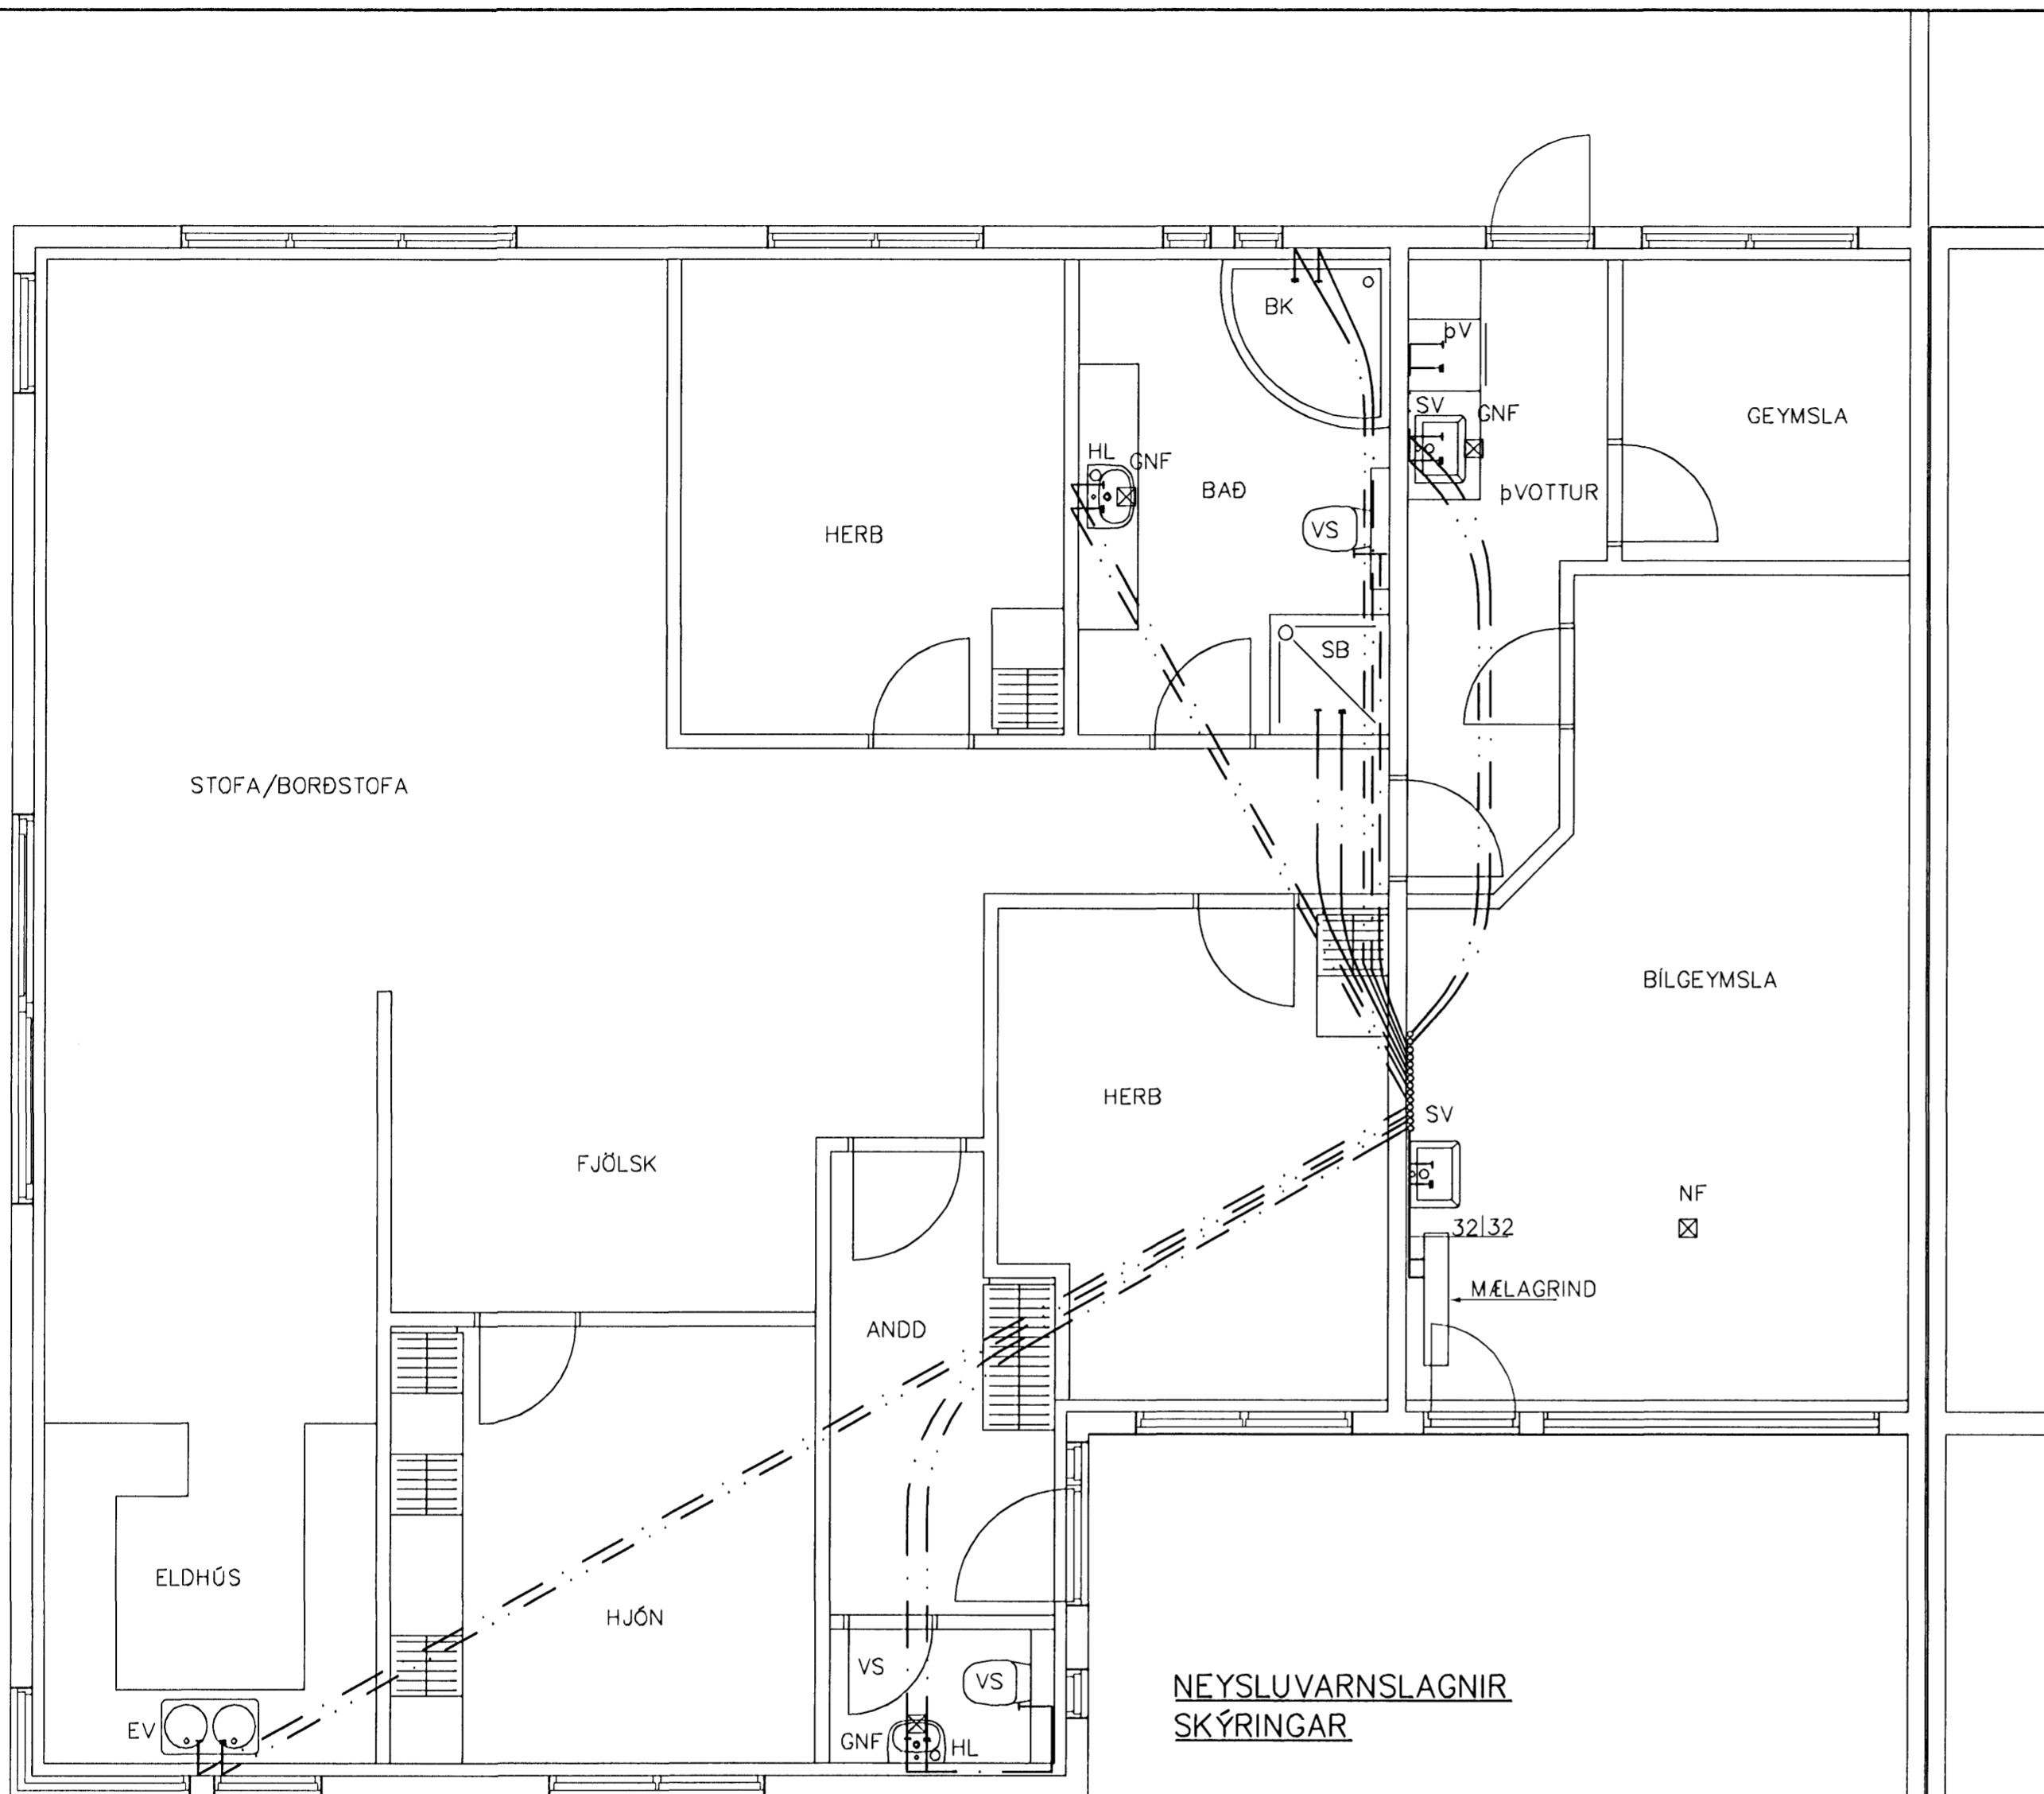 BK
þV
SV
GNF
GEYMSLA
HL
GNF
BAÐ
þVOTTUR
HERB
VS
SB
STOFA/BORÐSTOFA
BÍLGEYMSLA
HERB
SV
FJÖLSK
NF
32|32
MÆLAGRIND
ANDD
ELDHÚS
HJÓN
VS
VS
NEYSLUVARNSLAGNIR
SKÝRINGAR
EV
GNF
HL